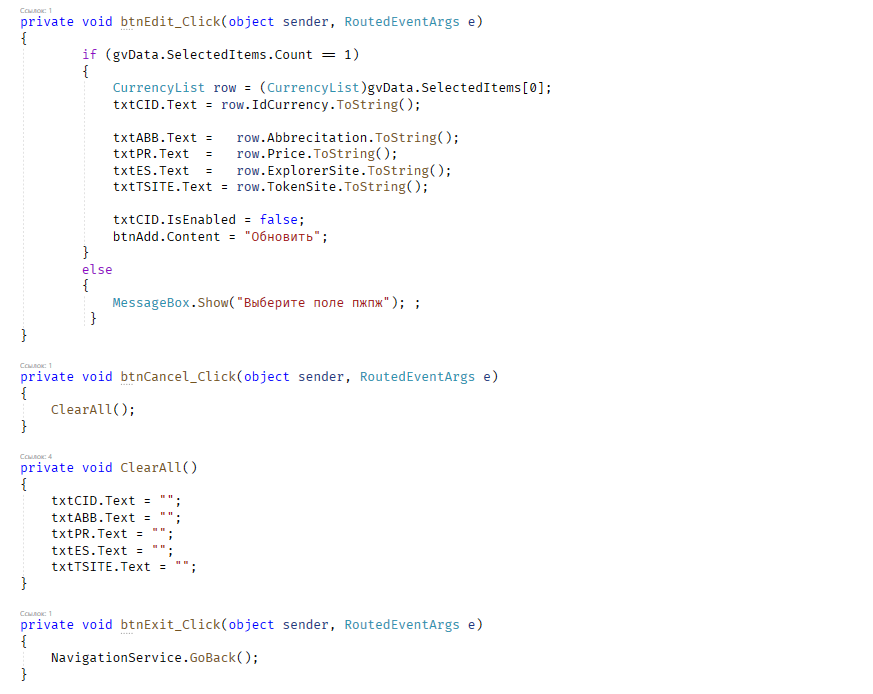 Ссылок: 1
private void btnEdit_Click(object sender, RoutedEventArgs e)
{
if (gvData.SelectedItems.Count == 1)
{
CurrencyList row = (CurrencyList)gvData.SelectedItems[0];
txtCID.Text = row.IdCurrency.ToString();
txtABB.Text =   row.Abbrecitation.ToString();
txtPR.Text  =   row.Price.ToString();
txtES.Text  =   row.ExplorerSite.ToString();
txtTSITE.Text = row.TokenSite.ToString();
txtCID.IsEnabled = false;
btnAdd.Content = "Обновить";
}
else
{
MessageBox.Show("Выберите поле пжпж"); ;
}
}
Ссылок: 1
private void btnCancel_Click(object sender, RoutedEventArgs e)
{
ClearAll();
}
Ссылок: 4
private void ClearAll()
{
txtCID.Text = "";
txtABB.Text = "";
txtPR.Text = "";
txtES.Text = "";
txtTSITE.Text = "";
}
Ссылок: 1
private void btnExit_Click(object sender, RoutedEventArgs e)
{
NavigationService.GoBack();
}